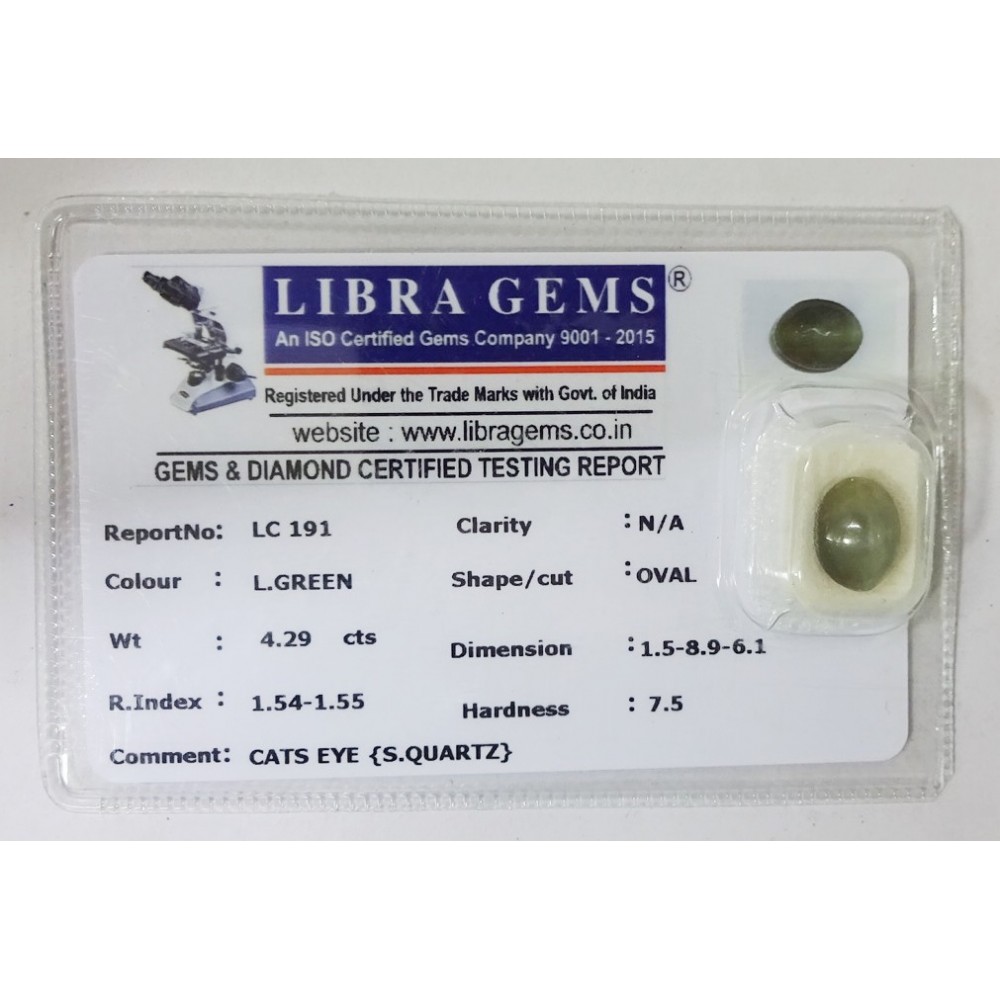 LIBRA GEMS®
An ISO Certified Gems Company 9001 - 2015
Registered Under the Trade Marks with Govt. of India
website : www.libragems.co.in
GEMS & DIAMOND CERTIFIED TESTING REPORT
ReportNo: LC 191 Clarity : N/A
Colour : L.GREEN Shape/cut : OVAL
Wt : 4.29 cts Dimension : 1.5-8.9-6.1
R.Index : 1.54-1.55 Hardness : 7.5
Comment: CATS EYE {S.QUARTZ}